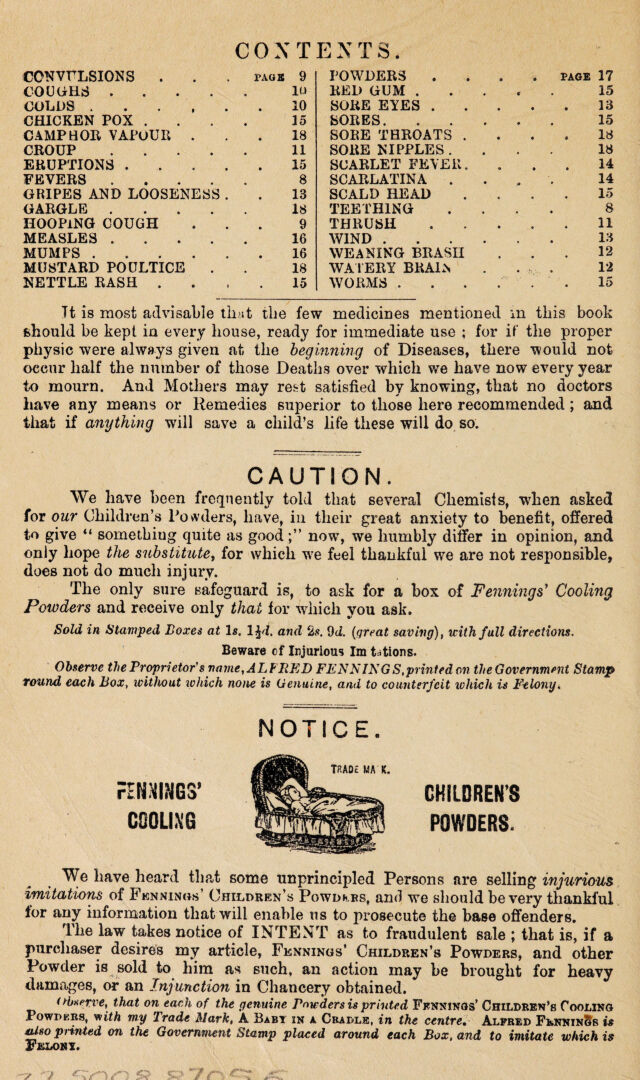 CONTENTS.
CONVULSIONS . . . PAGE 9
COUGHS . . . . . . 10
COLDS . . . . , . 10
CHICKEN POX . . . . 15
CAMPHOR VAPOUR . . . 18
CROUP . . . . . 11
ERUPTIONS . . . . . 15
FEVERS . . . . . 8
GRIPES AND LOOSENESS . . 13
GARGLE . . . . . 18
HOOPING COUGH . . . 9
MEASLES . . . . . 16
MUMPS . . . . . . 16
MUSTARD POULTICE . . 18
NETTLE RASH . . . . 15
POWDERS . . . . PAGE 17
RED GUM . . . . . 15
SORE EYES . . . . . 13
SORES. . . . . . 15
SORE THROATS . . . . 18
SORE NIPPLES . . . . 18
SCARLET FEVER. . . . 14
SCARLATINA . . . . 14
SCALD HEAD . . . . 15
TEETHING . . . . 8
THRUSH . . . . . 11
WIND . . . . . . 13
WEANING BRASH . . . 12
WATERY BRAIN . . . 12
WORMS . . . . . . 15
It is most advisable that the few medicines mentioned in this book
should be kept in every house, ready for immediate use ; for if the proper
physic were always given at the beginning of Diseases, there would not
occur half the number of those Deaths over which we have now every year
to mourn. And Mothers may rest satisfied by knowing, that no doctors
have any means or Remedies superior to those here recommended ; and
that if anything will save a child's life these will do so.
CAUTION.
We have been frequently told that several Chemists, when asked
for our Children's Powders, have, in their great anxiety to benefit, offered
to give “ something quite as good ;” now, we humbly differ in opinion, and
only hope the substitute, for which we feel thankful we are not responsible,
does not do much injury.
The only sure safeguard is, to ask for a box of Fennings' Cooling
Powders and receive only that for which you ask.
Sold in Stamped Boxes at 1s. 1½d. and 2s. 9d. (great saving), with full directions.
Beware of Injurious Im tations.
Observe the Proprietor's name, ALFRED FENNINGS, printed on the Government Stamp
round each Box, without which none is Genuine, and to counterfeit which is Felony.
NOTICE.
TRADE MA K.
FENNINGS' CHILDREN'S
COOLING POWDERS.
We have heard that some unprincipled Persons are selling injurious
imitations of FENNINGS' CHILDREN'S POWDERS, and we should be very thankful
for any information that will enable us to prosecute the base offenders.
The law takes notice of INTENT as to fraudulent sale ; that is, if a
purchaser desires my article, FENNINGS' CHILDREN'S POWDERS, and other
Powder is sold to him as such, an action may be brought for heavy
damages, or an Injunction in Chancery obtained.
Observe, that on each of the genuine Powders is printed FENNINGS' CHILDREN'S COOLING
POWDERS, with my Trade Mark, A BABY IN A CRADLE, in the centre. ALFRED FENNINGS is
also printed on the Government Stamp placed around each Box, and to imitate which is
FELONY.